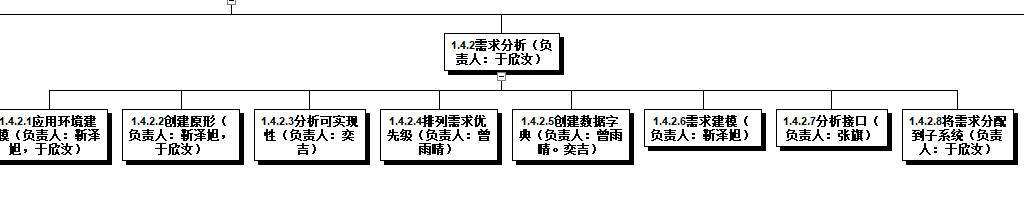 1.4.2需求分析（负
责人：于欣汝）
1.4.2.1应用环境建
模（负责人：靳泽
旭，于欣汝）
1.4.2.2创建原形（
负责人：靳泽旭，
于欣汝）
1.4.2.3分析可实现
性（负责人：奕
吉）
1.4.2.4排列需求优
先级（负责人：曾
雨晴）
1.4.2.5创建数据字
典（负责人：曾雨
晴。奕吉）
1.4.2.6需求建模（
负责人：靳泽旭）
1.4.2.7分析接口（
负责人：张旗）
1.4.2.8将需求分配
到子系统（负责
人：于欣汝）